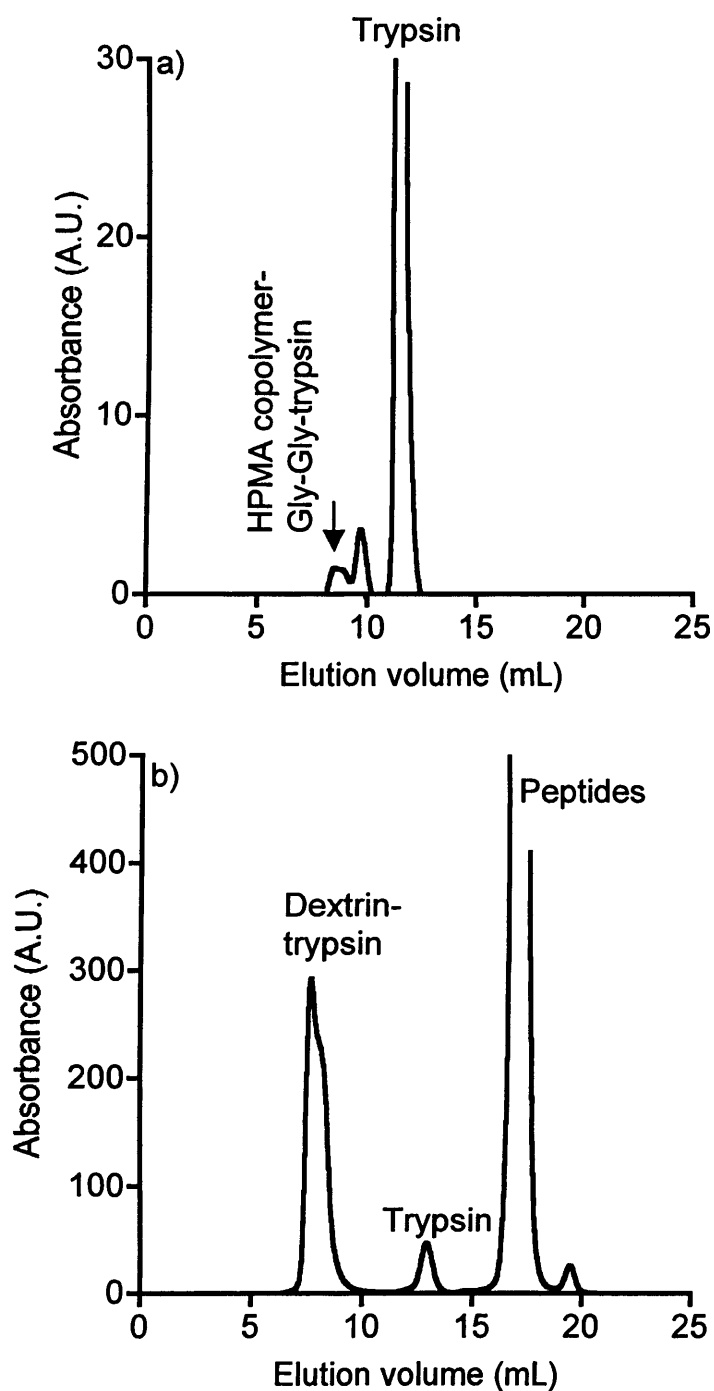 Trypsin
30
a)
20
10
0
Absorbance (A.U.)
HPMA copolymer-
Gly-Gly-trypsin
0 5 10 15 20 25
Elution volume (mL)
500
b)
Peptides
400
Dextrin-
trypsin
300
200
100
Trypsin
0
Absorbance (A.U.)
0 5 10 15 20 25
Elution volume (mL)